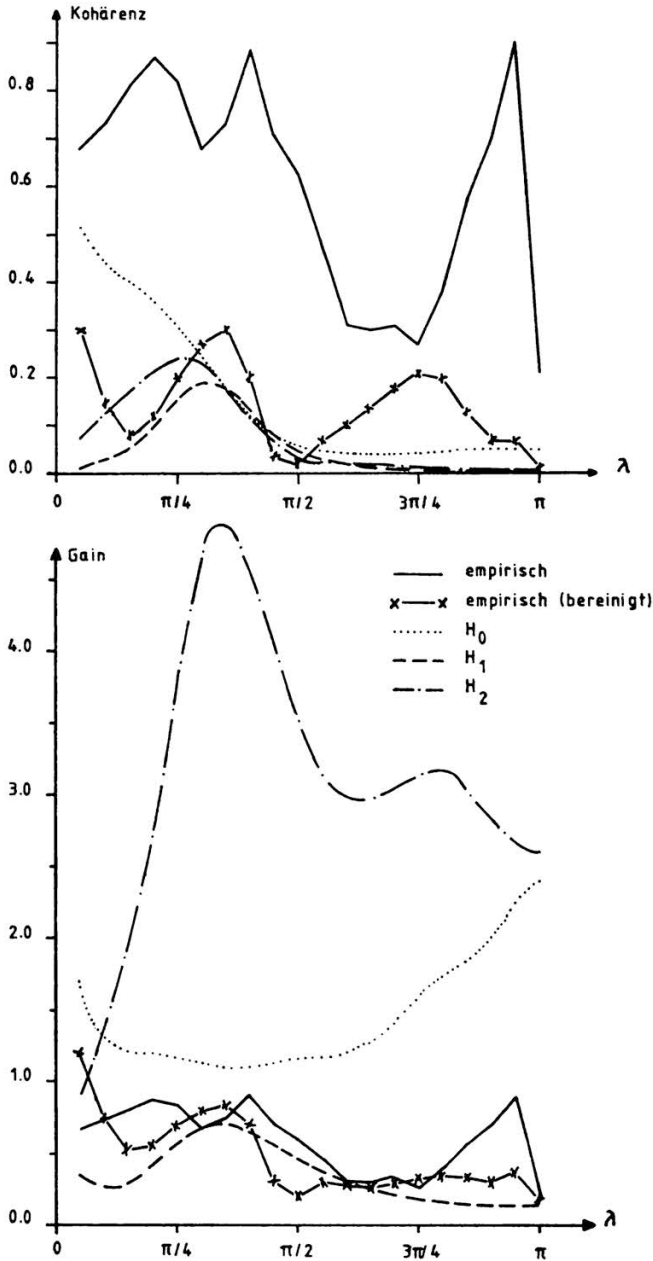 Kohärenz
0.8
0.6
0.4
0.2
0.0
0 π/4 π/2 3π/4 π λ
Gain
empirisch
x—x empirisch (bereinigt)
H₀
H₁
H₂
4.0
3.0
2.0
1.0
0.0
0 π/4 π/2 3π/4 π λ